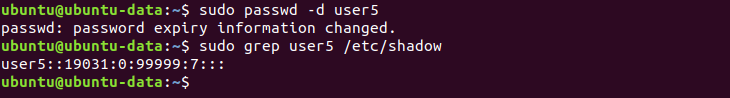 ubuntu@ubuntu-data:~$ sudo passwd -d user5
passwd: password expiry information changed.
ubuntu@ubuntu-data:~$ sudo grep user5 /etc/shadow
user5::19031:0:99999:7:::
ubuntu@ubuntu-data:~$